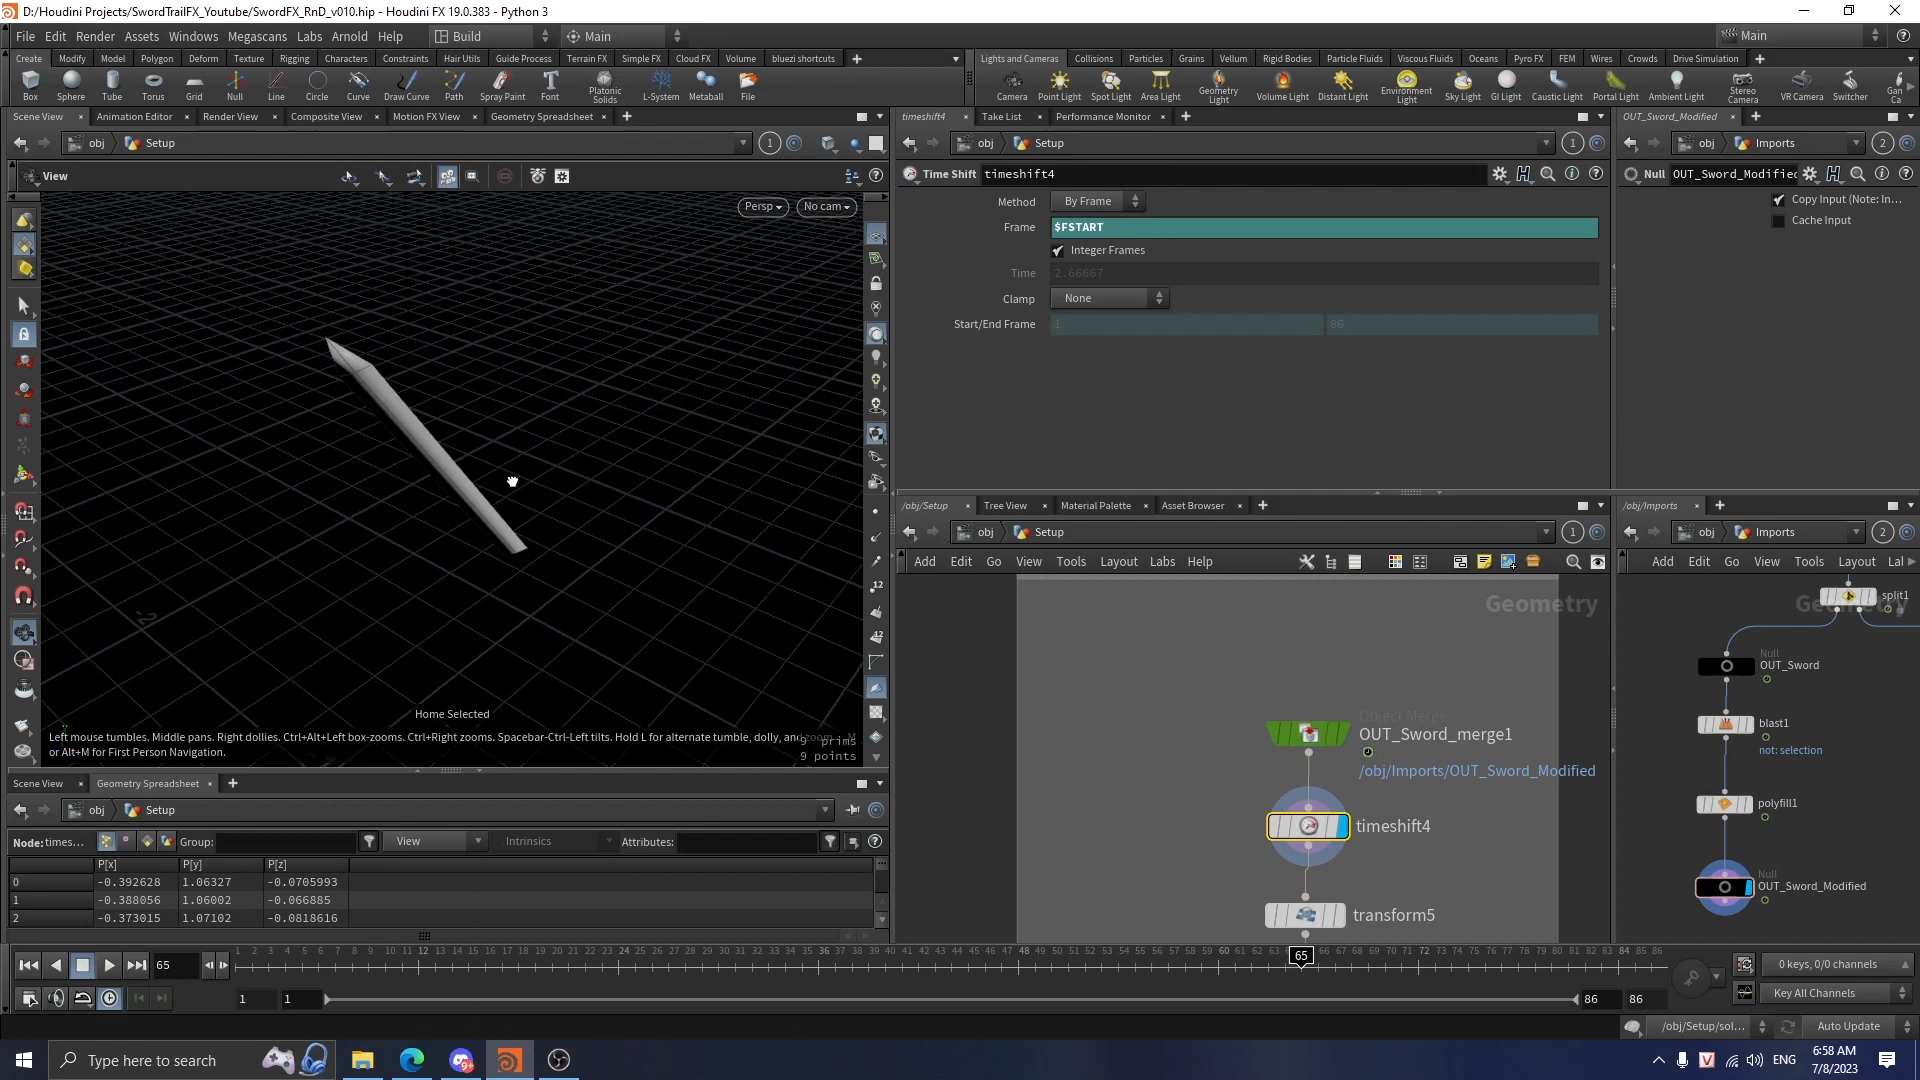 D:/Houdini Projects/SwordTrailFX_Youtube/SwordFX_RnD_v010.hip - Houdini FX 19.0.383 - Python 3
File Edit Render Assets Windows Megascans Labs Arnold Help Build Main Main
Create Modify Model Polygon Deform Texture Rigging Characters Constraints Hair Utils Guide Process Terrain FX Simple FX Cloud FX Volume bluezi shortcuts
Lights and Cameras Collisions Particles Grains Vellum Rigid Bodies Particle Fluids Viscous Fluids Oceans Pyro FX FEM Wires Crowds Drive Simulation
Box Sphere Tube Torus Grid Null Line Circle Curve Draw Curve Path Spray Paint Font Platonic Solids L-System Metaball File
Camera Point Light Spot Light Area Light Geometry Light Volume Light Distant Light Environment Light Sky Light GI Light Caustic Light Portal Light Ambient Light Stereo Camera VR Camera Switcher Gan Ca
Scene View Animation Editor Render View Composite View Motion FX View Geometry Spreadsheet
timeshift4 Take List Performance Monitor
OUT_Sword_Modified
obj Setup 1
obj Setup 1
obj Imports 2
View
Time Shift timeshift4
Null OUT_Sword_Modified
Persp No cam
Method By Frame
Frame $FSTART
Integer Frames
Time 2.66667
Clamp None
Start/End Frame 1 86
Copy Input (Note: In...
Cache Input
Home Selected
Left mouse tumbles. Middle pans. Right dollies. Ctrl+Alt+Left box-zooms. Ctrl+Right zooms. Spacebar-Ctrl-Left tilts. Hold L for alternate tumble, dolly, and zoom.
or Alt+M for First Person Navigation.
9 prims
9 points
12
12
/obj/Setup Tree View Material Palette Asset Browser
obj Setup 1
Add Edit Go View Tools Layout Labs Help
Geometry
Object Merge
OUT_Sword_merge1
/obj/Imports/OUT_Sword_Modified
timeshift4
transform5
/obj/Imports
obj Imports 2
Add Edit Go View Tools Layout Lal
Geometry
split1
Null
OUT_Sword
blast1
not: selection
polyfill1
Null
OUT_Sword_Modified
Scene View Geometry Spreadsheet
obj Setup
Node: times... Group: View Intrinsics Attributes:
P[x] P[y] P[z]
0 -0.392628 1.06327 -0.0705993
1 -0.388056 1.06002 -0.066885
2 -0.373015 1.07102 -0.0818616
1 2 3 4 5 6 7 8 9 10 11 12 13 14 15 16 17 18 19 20 21 22 23 24 25 26 27 28 29 30 31 32 33 34 35 36 37 38 39 40 41 42 43 44 45 46 47 48 49 50 51 52 53 54 55 56 57 58 59 60 61 62 63 64 65 66 67 68 69 70 71 72 73 74 75 76 77 78 79 80 81 82 83 84 85 86
65
65
1 1 86 86
0 keys, 0/0 channels
Key All Channels
/obj/Setup/sol... Auto Update
Type here to search
9+
V ENG
6:58 AM
7/8/2023